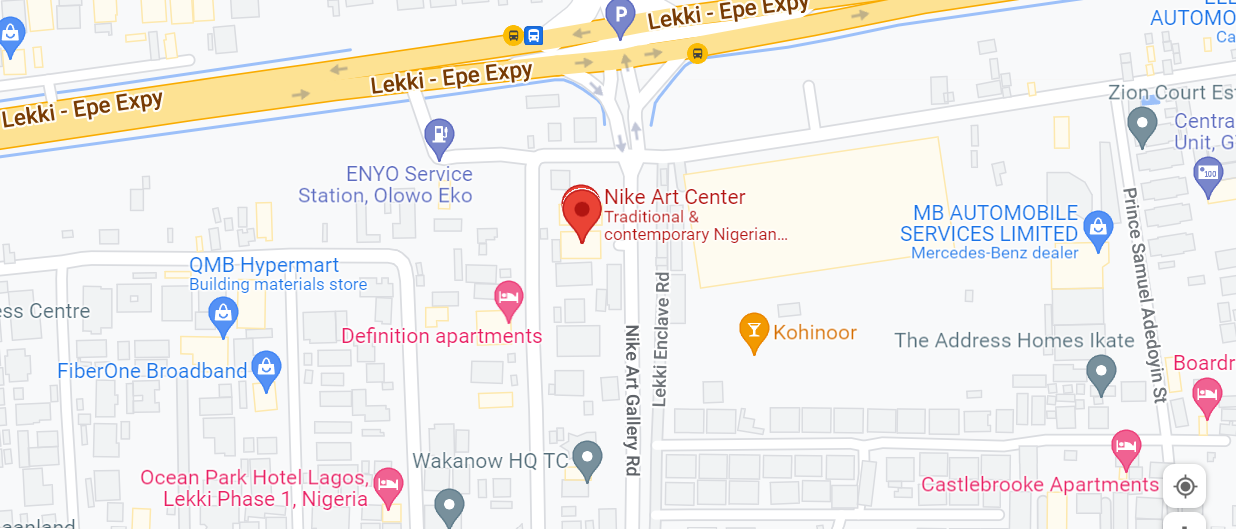 Lekki - Epe Expy
AUTOMO
Ca
Lekki - Epe Expy
Lekki - Epe Expy
Zion Court Est
Centra
Unit, G
ENYO Service
Station, Olowo Eko
Nike Art Center
Traditional &
contemporary Nigerian...
MB AUTOMOBILE
SERVICES LIMITED
Mercedes-Benz dealer
Prince Samuel Adedoyin St
QMB Hypermart
Building materials store
ess Centre
Definition apartments
Nike Art Gallery Rd
Lekki Enclave Rd
Kohinoor
The Address Homes Ikate
FiberOne Broadband
Boardr
Wakanow HQ TC
Ocean Park Hotel Lagos,
Lekki Phase 1, Nigeria
Castlebrooke Apartments